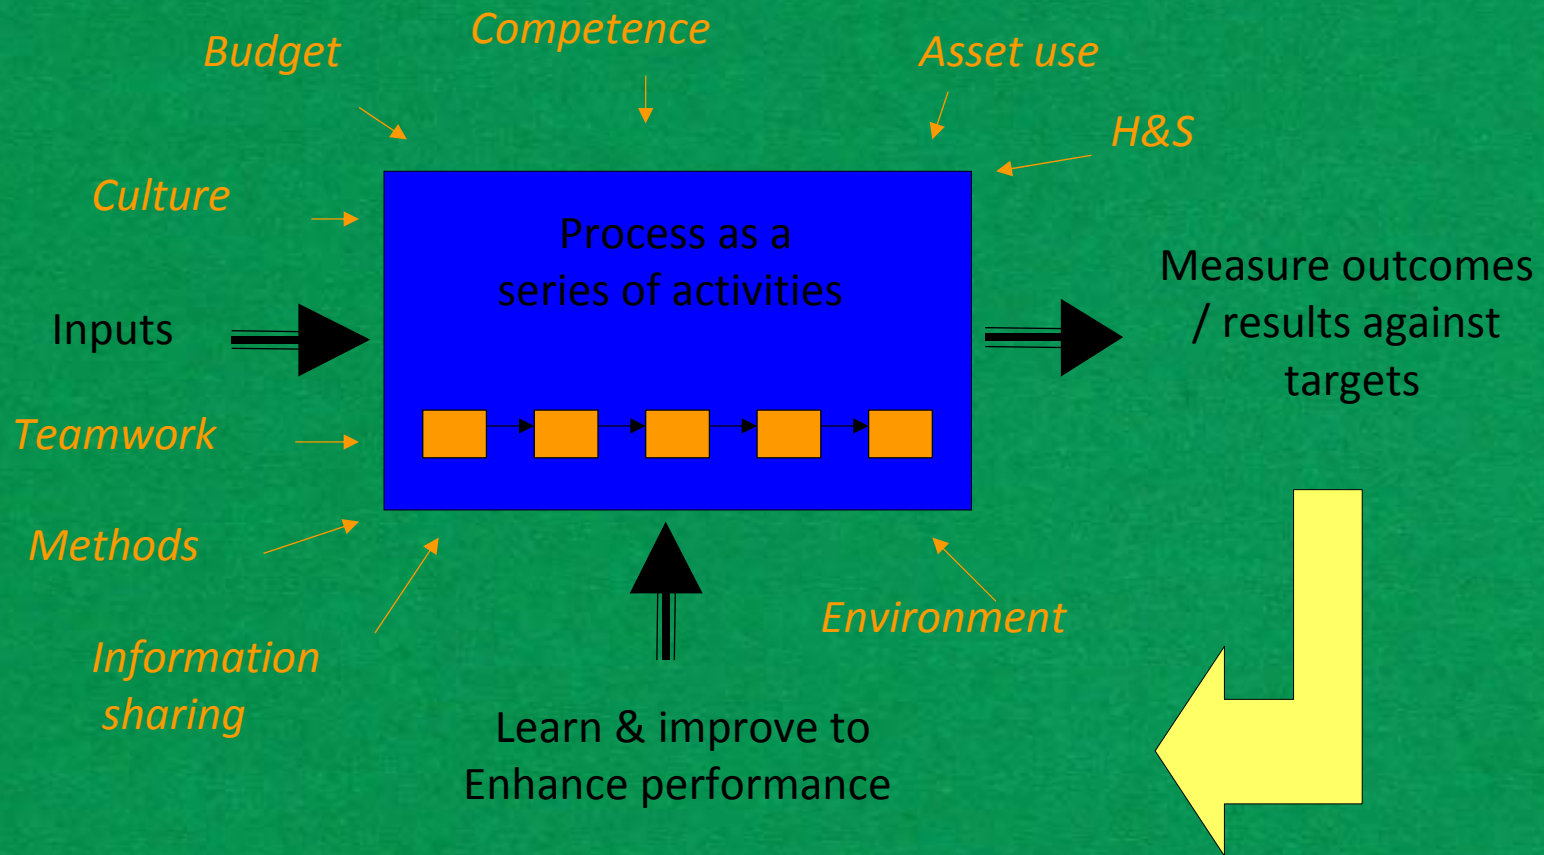 Competence
Budget
Asset use
H&S
Culture
Process as a
series of activities
Measure outcomes
/ results against
targets
Inputs
Teamwork
Methods
Environment
Information
sharing
Learn & improve to
Enhance performance